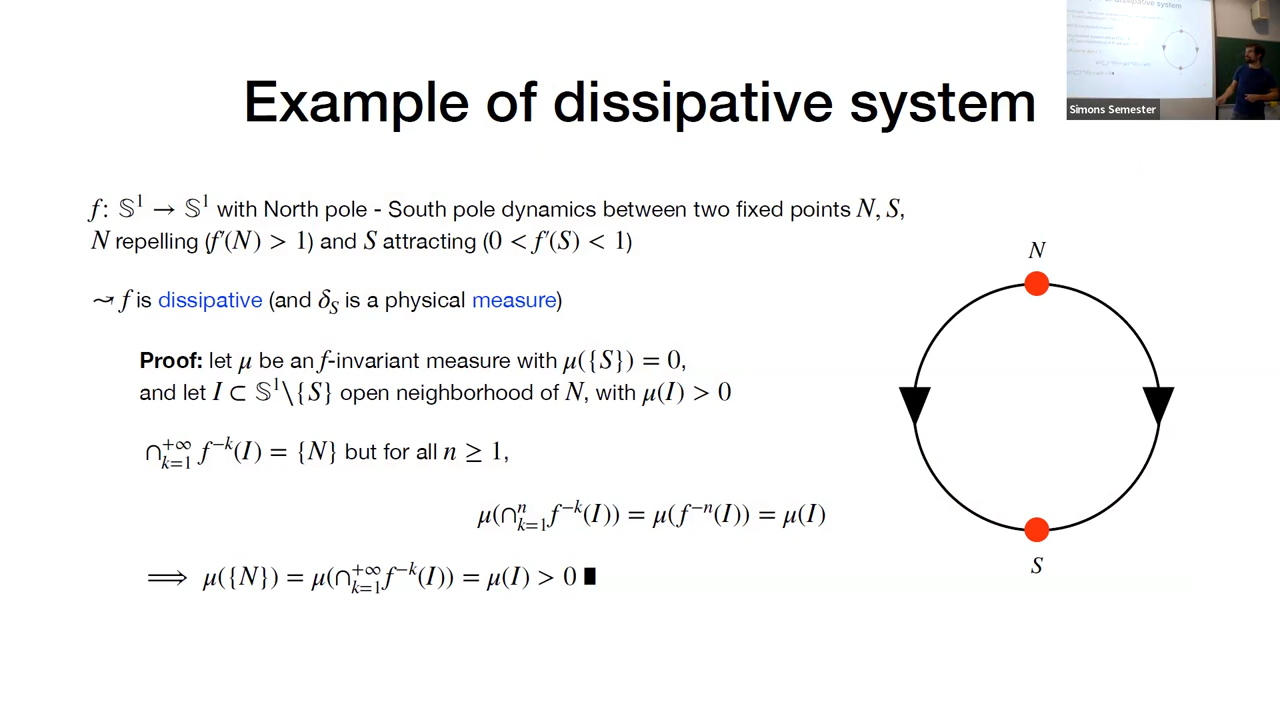 Example of dissipative system
Simons Semester
f: 𝕊¹ → 𝕊¹ with North pole - South pole dynamics between two fixed points N, S,
N repelling (f′(N) > 1) and S attracting (0 < f′(S) < 1)
⤳ f is dissipative (and δ_S is a physical measure)
Proof: let μ be an f-invariant measure with μ({S}) = 0,
and let I ⊂ 𝕊¹\{S} open neighborhood of N, with μ(I) > 0
∩_{k=1}^{+∞} f^{−k}(I) = {N} but for all n ≥ 1,
μ(∩_{k=1}^{n} f^{−k}(I)) = μ(f^{−n}(I)) = μ(I)
⟹ μ({N}) = μ(∩_{k=1}^{+∞} f^{−k}(I)) = μ(I) > 0 ∎
N
S